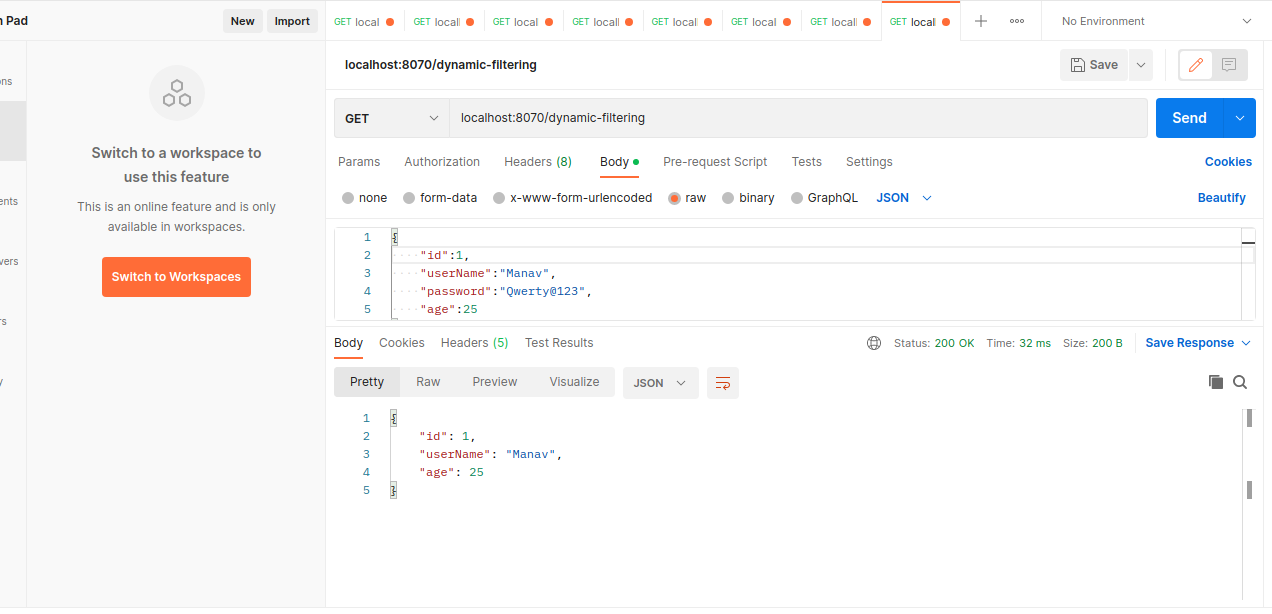 n Pad New Import GET local GET local GET local GET local GET local GET local GET local GET local No Environment
localhost:8070/dynamic-filtering Save
ons
GET localhost:8070/dynamic-filtering Send
Switch to a workspace to
use this feature
This is an online feature and is only
available in workspaces.
Switch to Workspaces
ents
vers
rs
y
Params Authorization Headers (8) Body Pre-request Script Tests Settings Cookies
none form-data x-www-form-urlencoded raw binary GraphQL JSON Beautify
1 {
2 "id":1,
3 "userName":"Manav",
4 "password":"Qwerty@123",
5 "age":25
Body Cookies Headers (5) Test Results Status: 200 OK Time: 32 ms Size: 200 B Save Response
Pretty Raw Preview Visualize JSON
1 {
2 "id": 1,
3 "userName": "Manav",
4 "age": 25
5 }